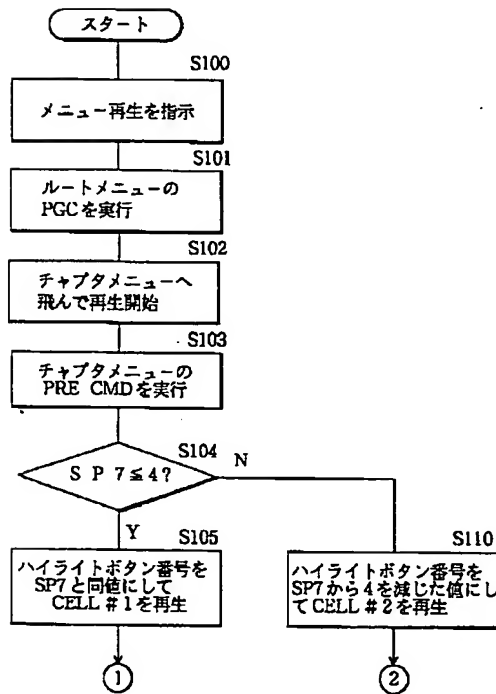 スタート
S100
メニュー再生を指示
S101
ルートメニューの
PGCを実行
S102
チャプタメニューへ
飛んで再生開始
S103
チャプタメニューの
PRE CMDを実行
S104
SP7≦4?
N
Y
S105
ハイライトボタン番号を
SP7と同値にして
CELL #1を再生
S110
ハイライトボタン番号を
SP7から4を減じた値にし
てCELL #2を再生
1
2